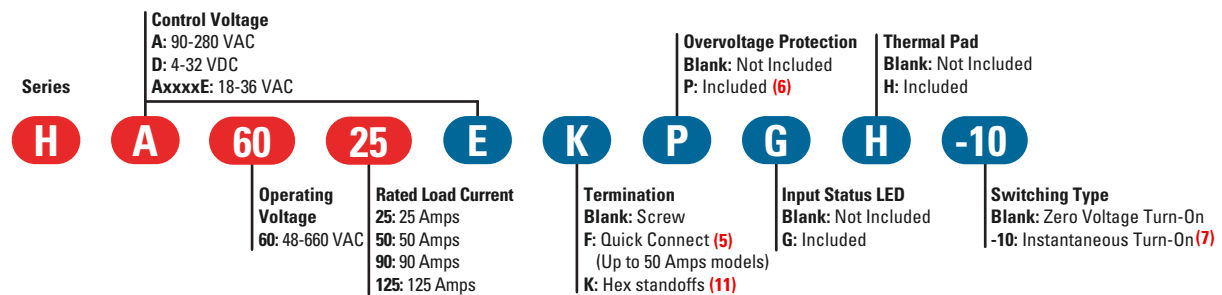 Control Voltage
A: 90-280 VAC
D: 4-32 VDC
AxxxxE: 18-36 VAC
Overvoltage Protection
Blank: Not Included
P: Included (6)
Thermal Pad
Blank: Not Included
H: Included
Series
H A 60 25 E K P G H -10
Operating
Voltage
60: 48-660 VAC
Rated Load Current
25: 25 Amps
50: 50 Amps
90: 90 Amps
125: 125 Amps
Termination
Blank: Screw
F: Quick Connect (5)
(Up to 50 Amps models)
K: Hex standoffs (11)
Input Status LED
Blank: Not Included
G: Included
Switching Type
Blank: Zero Voltage Turn-On
-10: Instantaneous Turn-On (7)